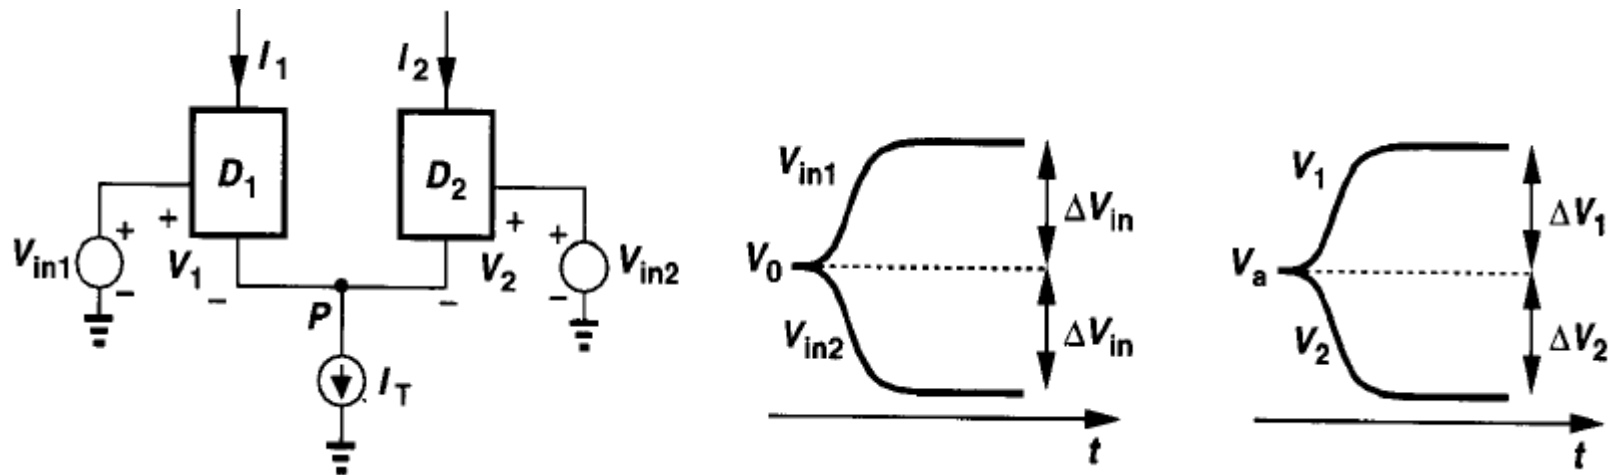 I1
I2
D1
D2
+
+
+
+
Vin1
V1
V2
Vin2
−
−
−
−
P
IT
Vin1
ΔVin
V0
Vin2
ΔVin
t
V1
ΔV1
Va
V2
ΔV2
t